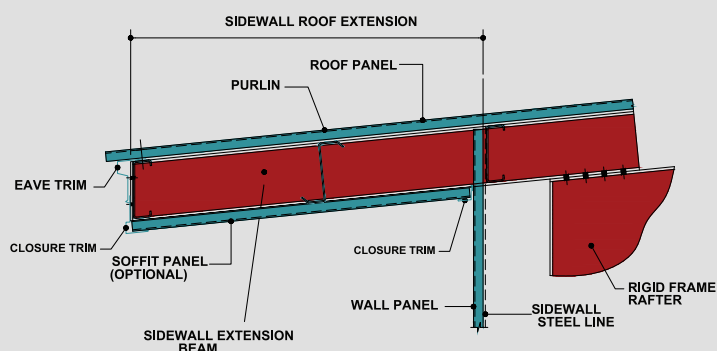 SIDEWALL ROOF EXTENSION
ROOF PANEL
PURLIN
EAVE TRIM
CLOSURE TRIM
SOFFIT PANEL
(OPTIONAL)
CLOSURE TRIM
WALL PANEL
SIDEWALL
STEEL LINE
RIGID FRAME
RAFTER
SIDEWALL EXTENSION
BEAM